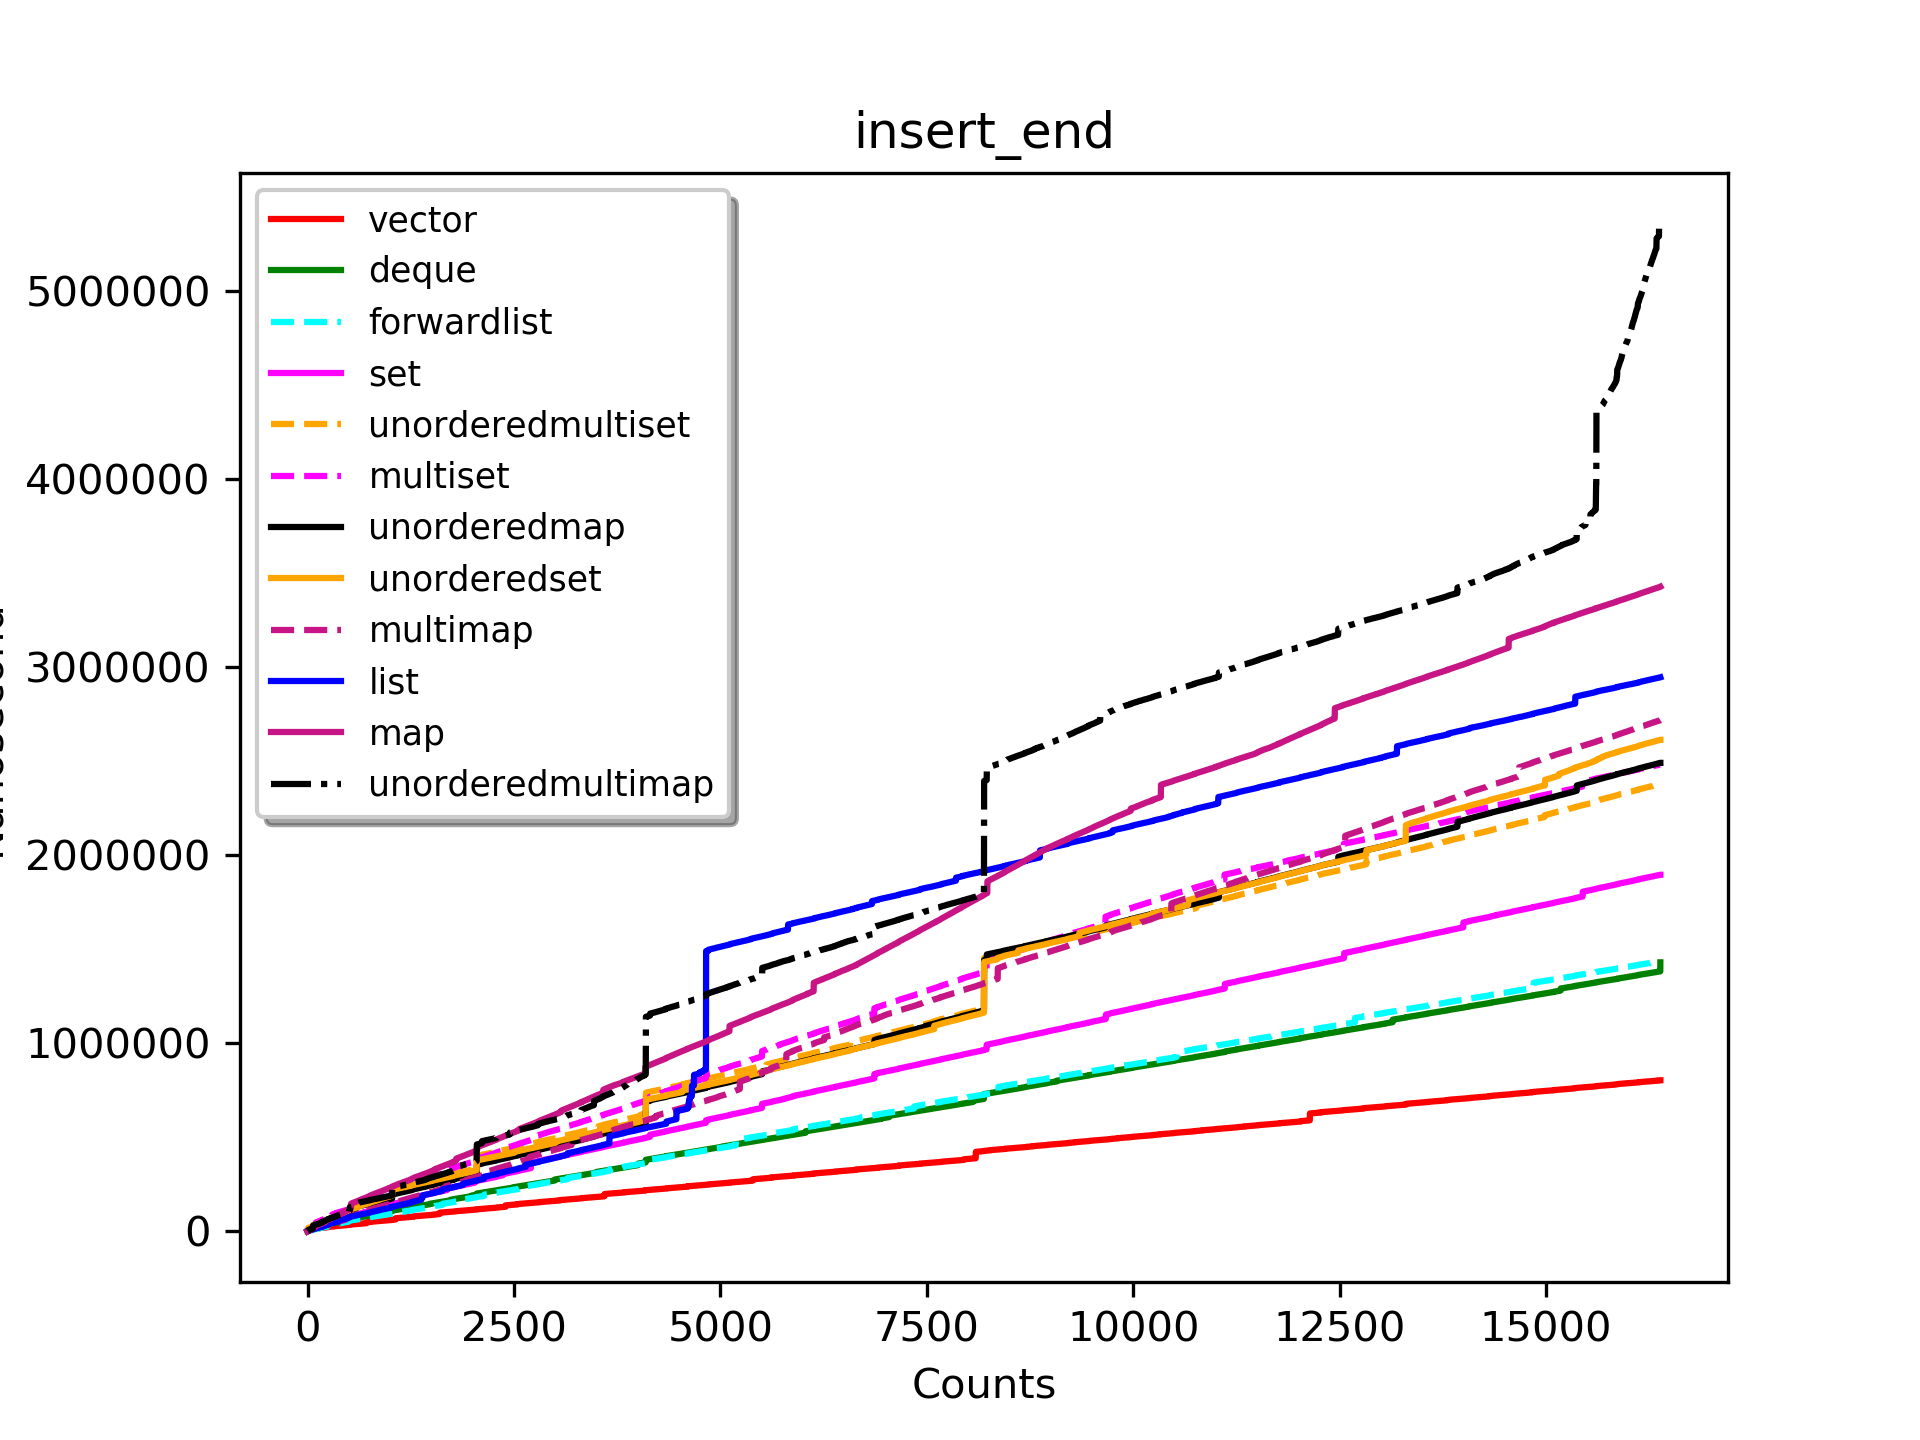 insert_end
vector
deque
forwardlist
set
unorderedmultiset
multiset
unorderedmap
unorderedset
multimap
list
map
unorderedmultimap
5000000
4000000
3000000
2000000
1000000
0
0 2500 5000 7500 10000 12500 15000
Counts